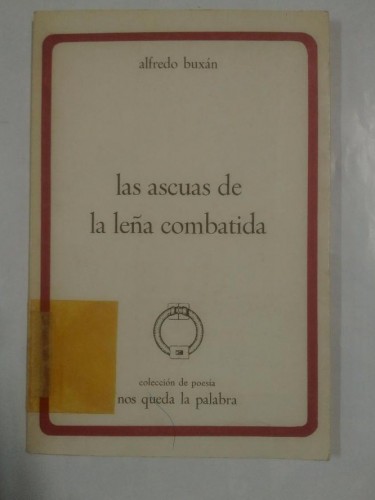 alfredo buxán
las ascuas de
la leña combatida
colección de poesía
nos queda la palabra